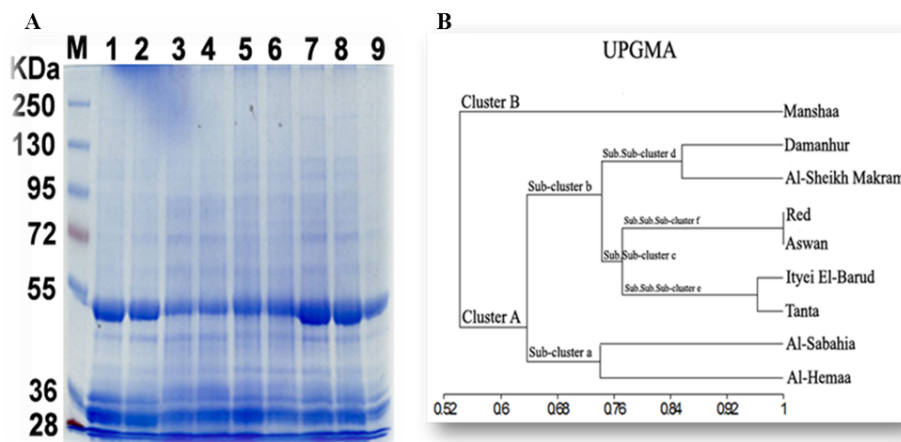 A
M 1 2 3 4 5 6 7 8 9
KDa
250
130
95
72
55
36
28
B
UPGMA
Cluster B
Manshaa
Damanhur
Sub.Sub-cluster d
Al-Sheikh Makram
Sub-cluster b
Red
Sub.Sub.Sub-cluster f
Aswan
Sub.Sub-cluster c
Ityei El-Barud
Sub.Sub.Sub-cluster e
Tanta
Cluster A
Al-Sabahia
Sub-cluster a
Al-Hemaa
0.52 0.6 0.68 0.76 0.84 0.92 1